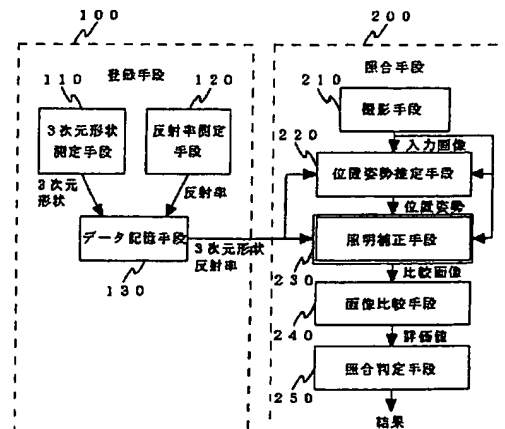 100
登録手段
110
120
3次元形状
測定手段
反射率測定
手段
3次元
形状
反射率
データ記憶手段
130
3次元形状
反射率
200
照合手段
210
撮影手段
220
入力画像
位置姿勢推定手段
位置姿勢
照明補正手段
230
比較画像
画像比較手段
240
評価値
照合判定手段
250
結果